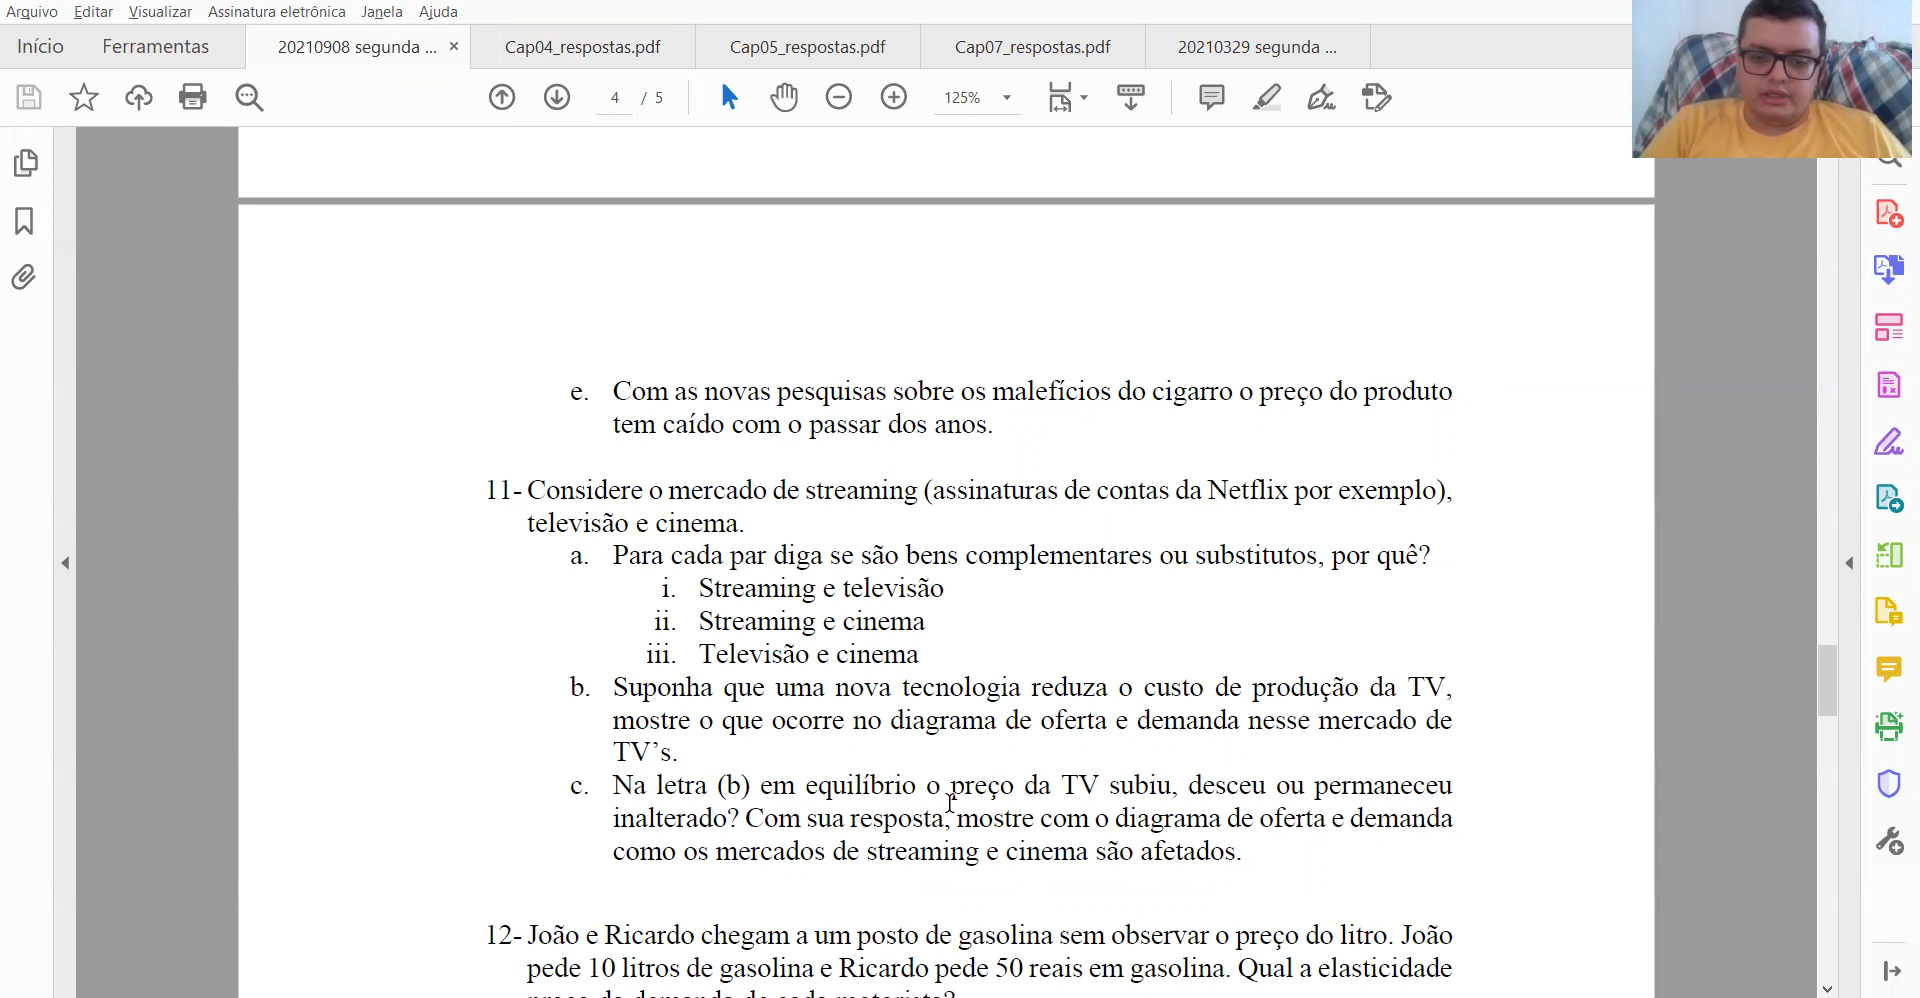 Arquivo Editar Visualizar Assinatura eletrônica Janela Ajuda
Início Ferramentas 20210908 segunda ... × Cap04_respostas.pdf Cap05_respostas.pdf Cap07_respostas.pdf 20210329 segunda ...
4 / 5 125%
e. Com as novas pesquisas sobre os malefícios do cigarro o preço do produto
tem caído com o passar dos anos.
11- Considere o mercado de streaming (assinaturas de contas da Netflix por exemplo),
televisão e cinema.
a. Para cada par diga se são bens complementares ou substitutos, por quê?
i. Streaming e televisão
ii. Streaming e cinema
iii. Televisão e cinema
b. Suponha que uma nova tecnologia reduza o custo de produção da TV,
mostre o que ocorre no diagrama de oferta e demanda nesse mercado de
TV’s.
c. Na letra (b) em equilíbrio o preço da TV subiu, desceu ou permaneceu
inalterado? Com sua resposta, mostre com o diagrama de oferta e demanda
como os mercados de streaming e cinema são afetados.
12- João e Ricardo chegam a um posto de gasolina sem observar o preço do litro. João
pede 10 litros de gasolina e Ricardo pede 50 reais em gasolina. Qual a elasticidade